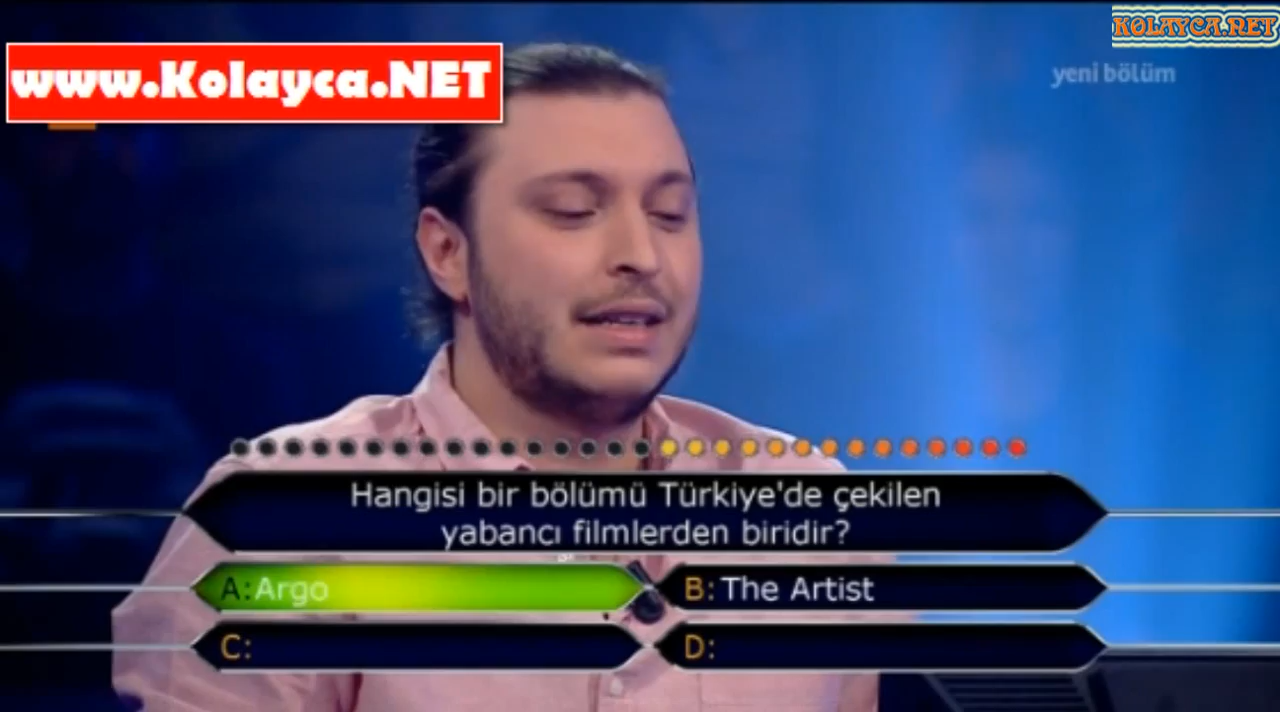 KOLAYCA.NET
www.Kolayca.NET
yeni bölüm
Hangisi bir bölümü Türkiye'de çekilen
yabancı filmlerden biridir?
A: Argo
B: The Artist
C:
D: